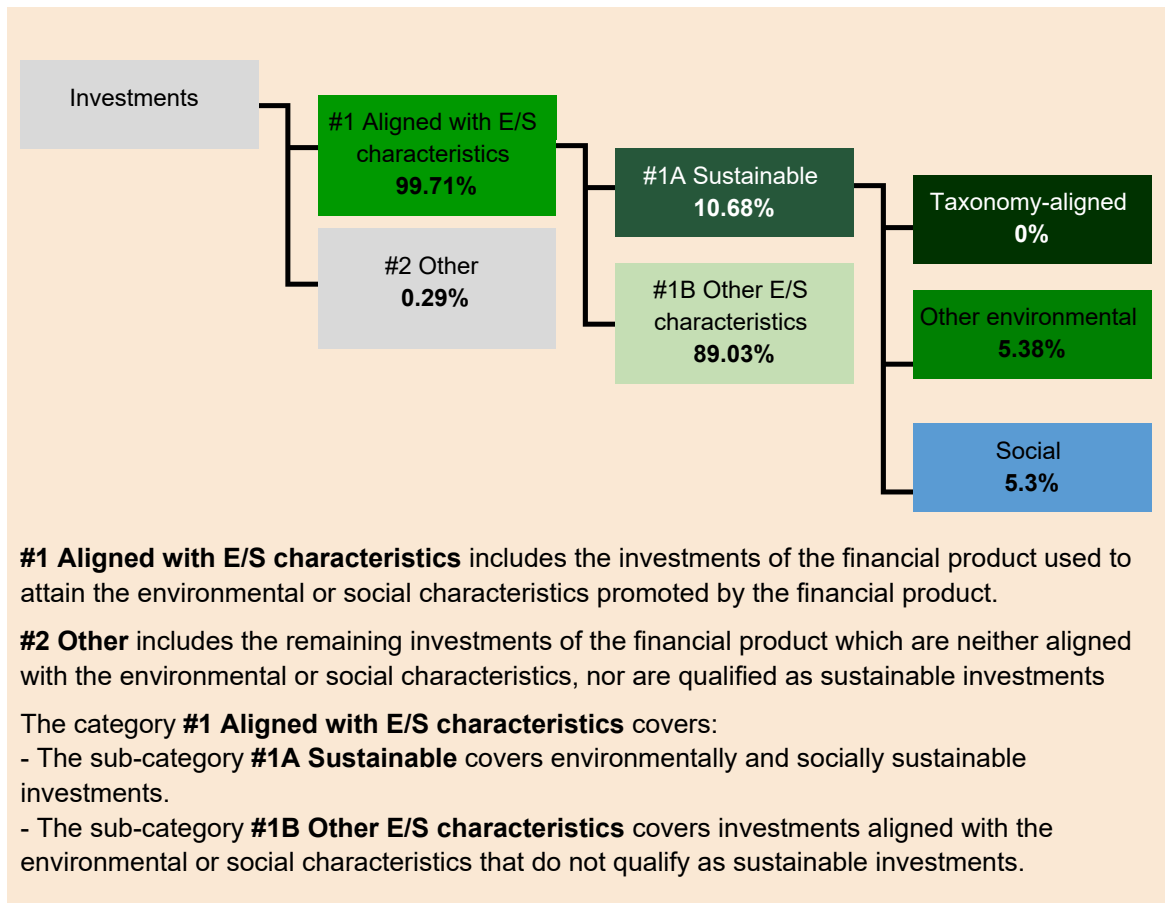 Investments
#1 Aligned with E/S
characteristics
99.71%
#2 Other
0.29%
#1A Sustainable
10.68%
#1B Other E/S
characteristics
89.03%
Taxonomy-aligned
0%
Other environmental
5.38%
Social
5.3%
#1 Aligned with E/S characteristics includes the investments of the financial product used to
attain the environmental or social characteristics promoted by the financial product.
#2 Other includes the remaining investments of the financial product which are neither aligned
with the environmental or social characteristics, nor are qualified as sustainable investments
The category #1 Aligned with E/S characteristics covers:
- The sub-category #1A Sustainable covers environmentally and socially sustainable
investments.
- The sub-category #1B Other E/S characteristics covers investments aligned with the
environmental or social characteristics that do not qualify as sustainable investments.